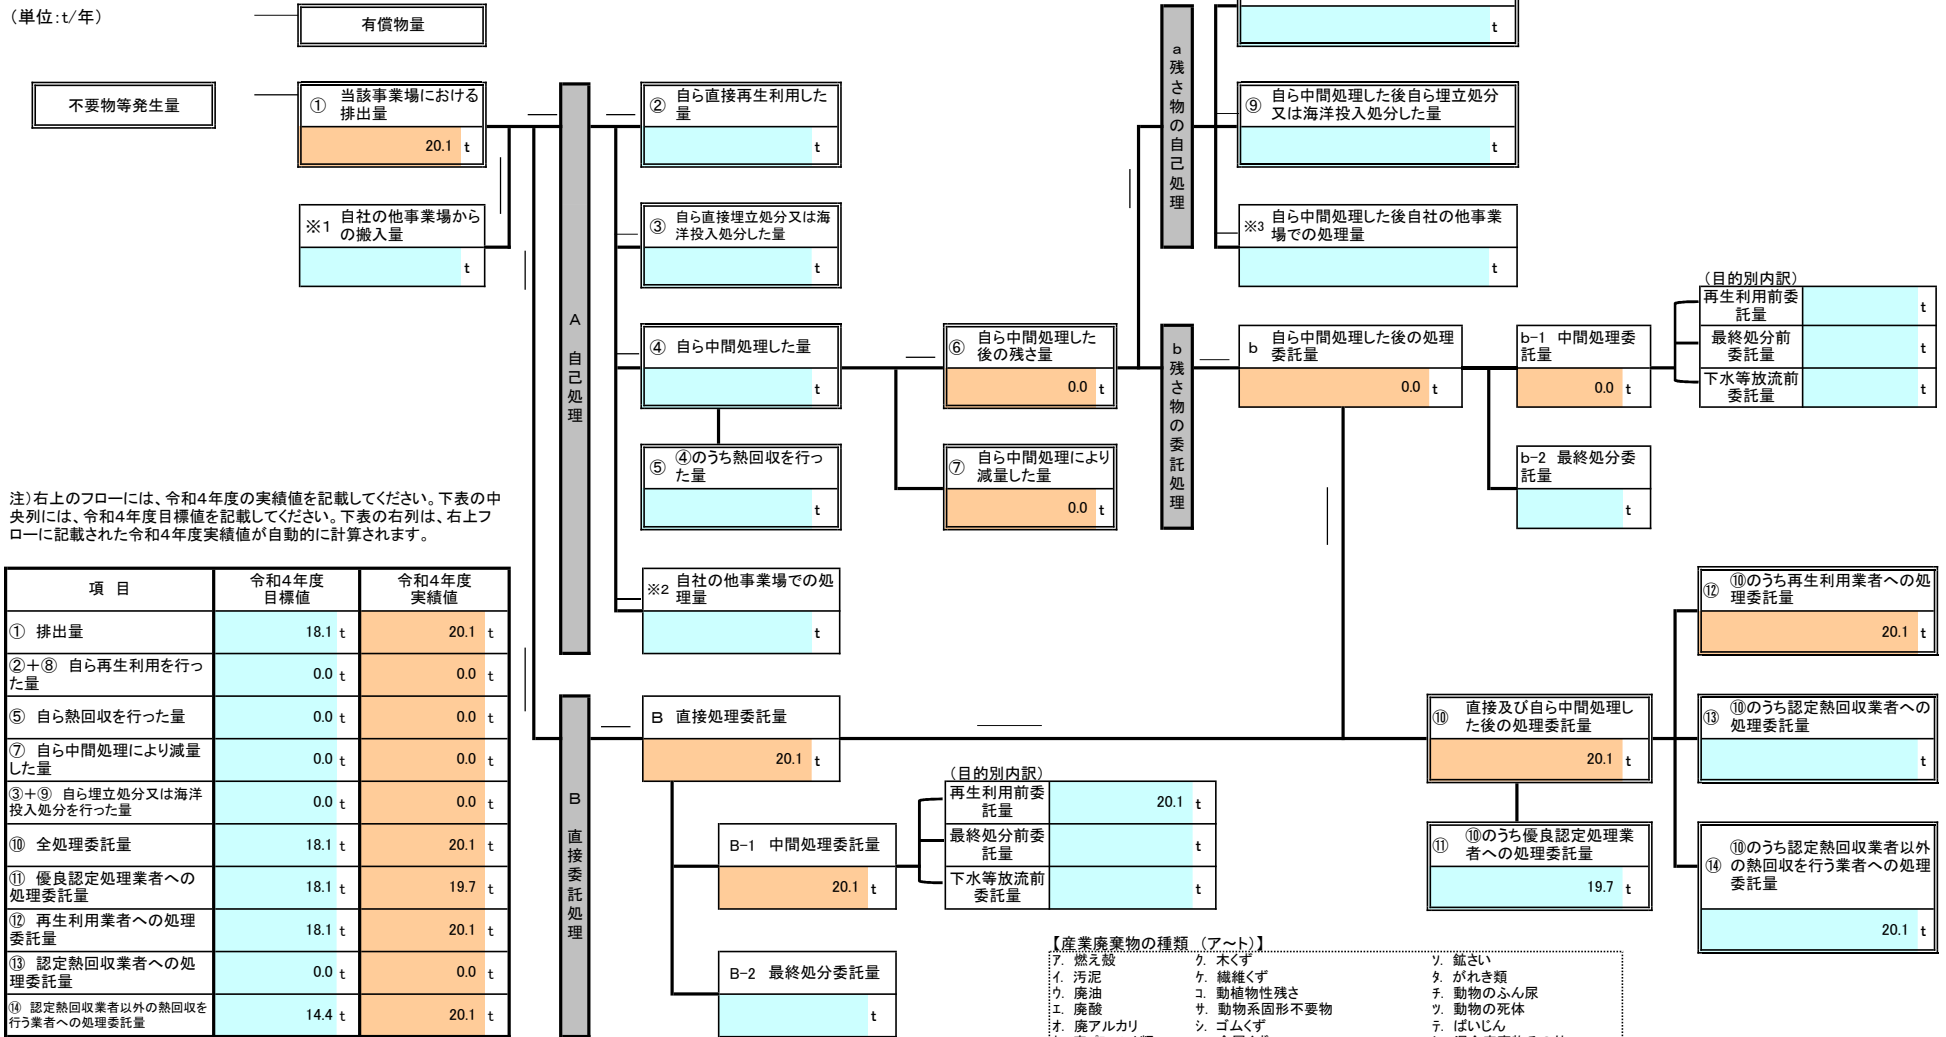 (単位:t/年)
有償物量
t
不要物等発生量
① 当該事業場における
排出量
20.1 t
※1 自社の他事業場から
の搬入量
t
A 自己処理
② 自ら直接再生利用した
量
t
③ 自ら直接埋立処分又は海
洋投入処分した量
t
④ 自ら中間処理した量
t
⑤ ④のうち熱回収を行っ
た量
t
※2 自社の他事業場での処
理量
t
⑥ 自ら中間処理した
後の残さ量
0.0 t
⑦ 自ら中間処理により
減量した量
0.0 t
a 残さ物の自己処理
⑨ 自ら中間処理した後自ら埋立処分
又は海洋投入処分した量
t
※3 自ら中間処理した後自社の他事業
場での処理量
t
b 残さ物の委託処理
b 自ら中間処理した後の処理
委託量
0.0 t
b-1 中間処理委
託量
0.0 t
b-2 最終処分委
託量
t
(目的別内訳)
再生利用前委
託量
t
最終処分前
委託量
t
下水等放流前
委託量
t
注)右上のフローには、令和4年度の実績値を記載してください。下表の中
央列には、令和4年度目標値を記載してください。下表の右列は、右上フ
ローに記載された令和4年度実績値が自動的に計算されます。
項 目 令和4年度 目標値 令和4年度 実績値
① 排出量 18.1 t 20.1 t
②+⑧ 自ら再生利用を行っ
た量 0.0 t 0.0 t
⑤ 自ら熱回収を行った量 0.0 t 0.0 t
⑦ 自ら中間処理により減量
した量 0.0 t 0.0 t
③+⑨ 自ら埋立処分又は海洋
投入処分を行った量 0.0 t 0.0 t
⑩ 全処理委託量 18.1 t 20.1 t
⑪ 優良認定処理業者への
処理委託量 18.1 t 19.7 t
⑫ 再生利用業者への処理
委託量 18.1 t 20.1 t
⑬ 認定熱回収業者への処
理委託量 0.0 t 0.0 t
⑭ 認定熱回収業者以外の熱回収を
行う業者への処理委託量 14.4 t 20.1 t
B 直接委託処理
B 直接処理委託量
20.1 t
B-1 中間処理委託量
20.1 t
B-2 最終処分委託量
t
(目的別内訳)
再生利用前委
託量
20.1 t
最終処分前委
託量
t
下水等放流前
委託量
t
⑩ 直接及び自ら中間処理し
た後の処理委託量
20.1 t
⑪ ⑩のうち優良認定処理業
者への処理委託量
19.7 t
⑫ ⑩のうち再生利用業者への処
理委託量
20.1 t
⑬ ⑩のうち認定熱回収業者への
処理委託量
t
⑭ ⑩のうち認定熱回収業者以外
の熱回収を行う業者への処理
委託量
20.1 t
【産業廃棄物の種類 (ア~ト)】
ア. 燃え殻 ク. 木くず ソ. 鉱さい
イ. 汚泥 ケ. 繊維くず タ. がれき類
ウ. 廃油 コ. 動植物性残さ チ. 動物のふん尿
エ. 廃酸 サ. 動物系固形不要物 ツ. 動物の死体
オ. 廃アルカリ シ. ゴムくず テ. ばいじん